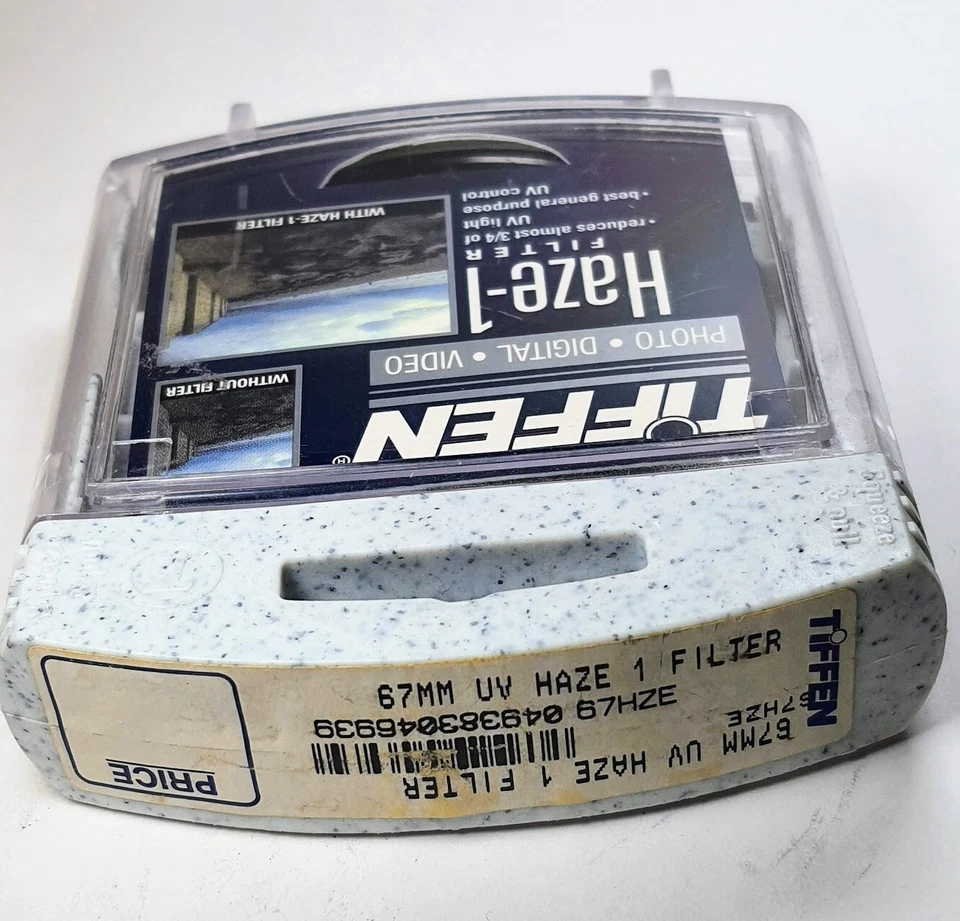 TIFFEN®
PHOTO • DIGITAL • VIDEO
Haze-1
FILTER
• reduces almost 3/4 of
UV light
• best general purpose
UV control
WITHOUT FILTER
WITH HAZE-1 FILTER
TIFFEN
67MM UV HAZE 1 FILTER
67HZE
049383046939 67HZE
67MM UV HAZE 1 FILTER
PRICE